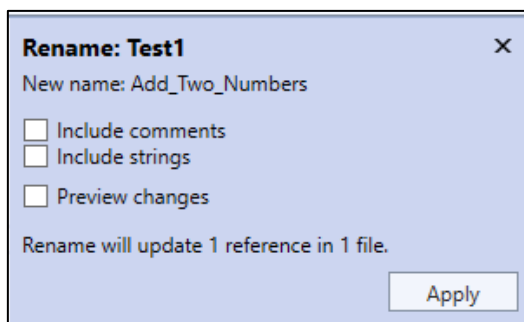 Rename: Test1
New name: Add_Two_Numbers
Include comments
Include strings
Preview changes
Rename will update 1 reference in 1 file.
Apply